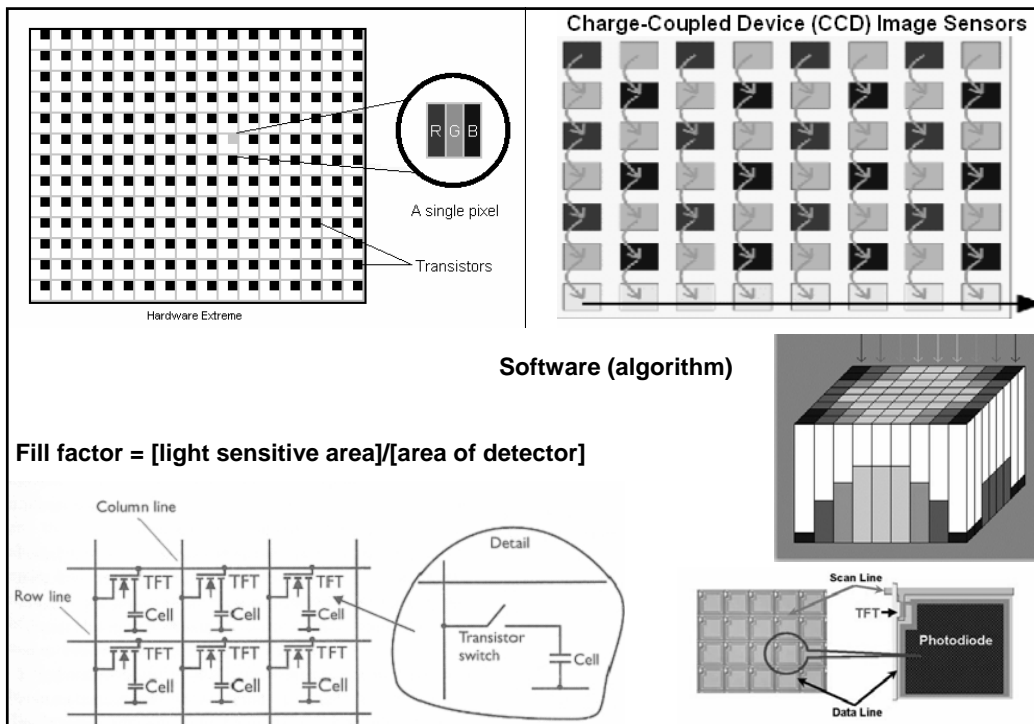 R G B
A single pixel
Transistors
Hardware Extreme
Charge-Coupled Device (CCD) Image Sensors
Software (algorithm)
Fill factor = [light sensitive area]/[area of detector]
Column line
Row line
TFT
TFT
TFT
Cell
Cell
Cell
TFT
TFT
TFT
Cell
Cell
Cell
Detail
Transistor
switch
Cell
Scan Line
TFT
Photodiode
Data Line